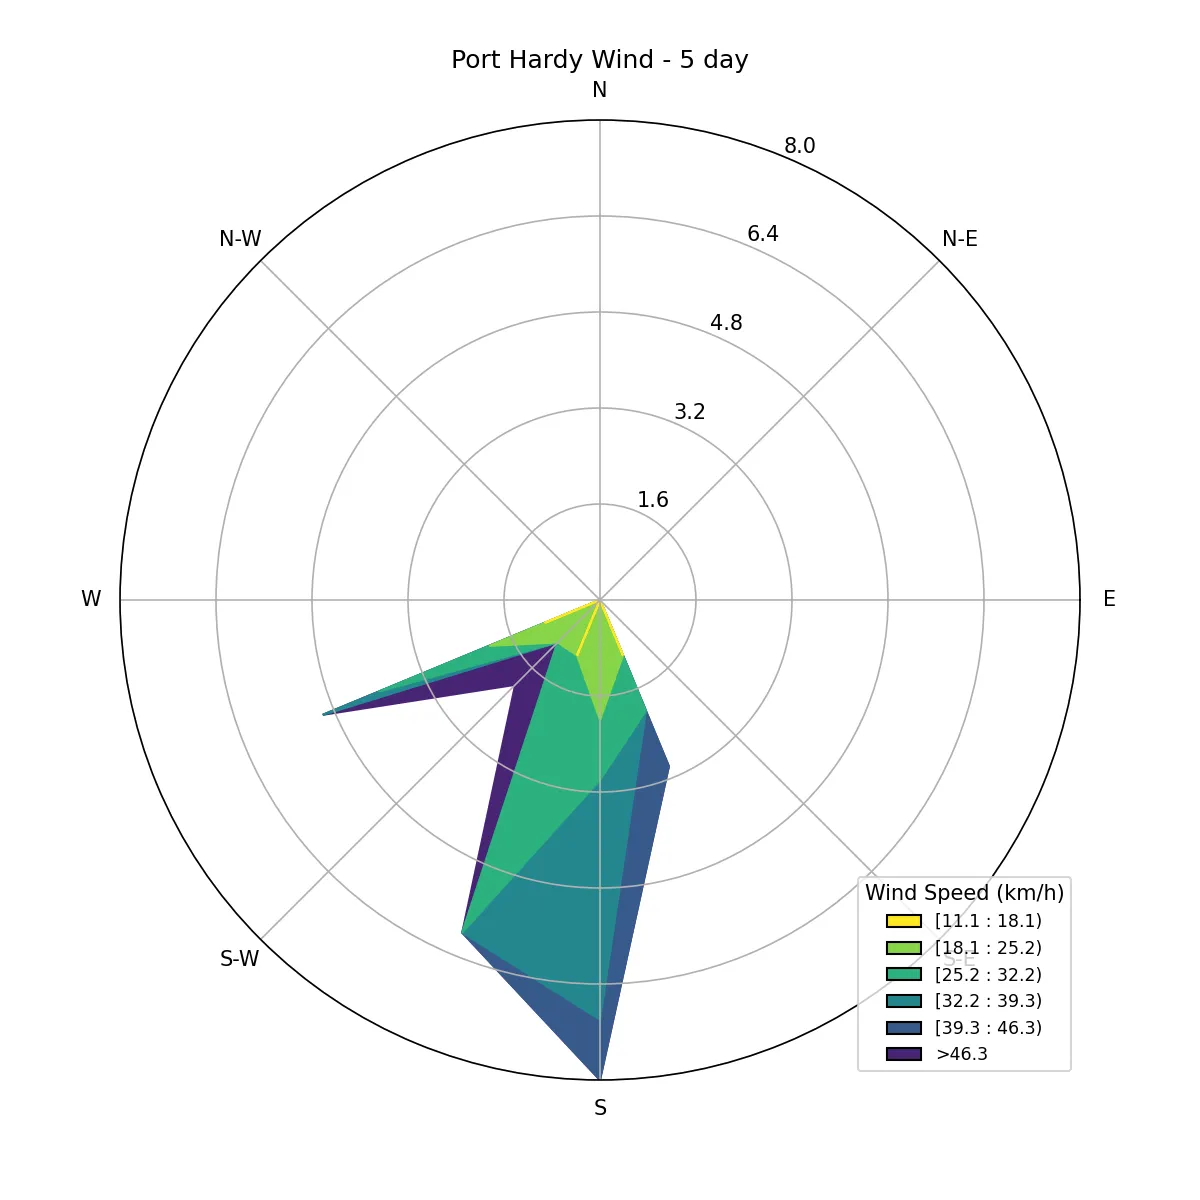 Port Hardy Wind - 5 day
N
8.0
N-W
6.4
N-E
4.8
3.2
1.6
W
E
S-W
S-E
Wind Speed (km/h)
[11.1 : 18.1)
[18.1 : 25.2)
[25.2 : 32.2)
[32.2 : 39.3)
[39.3 : 46.3)
>46.3
S